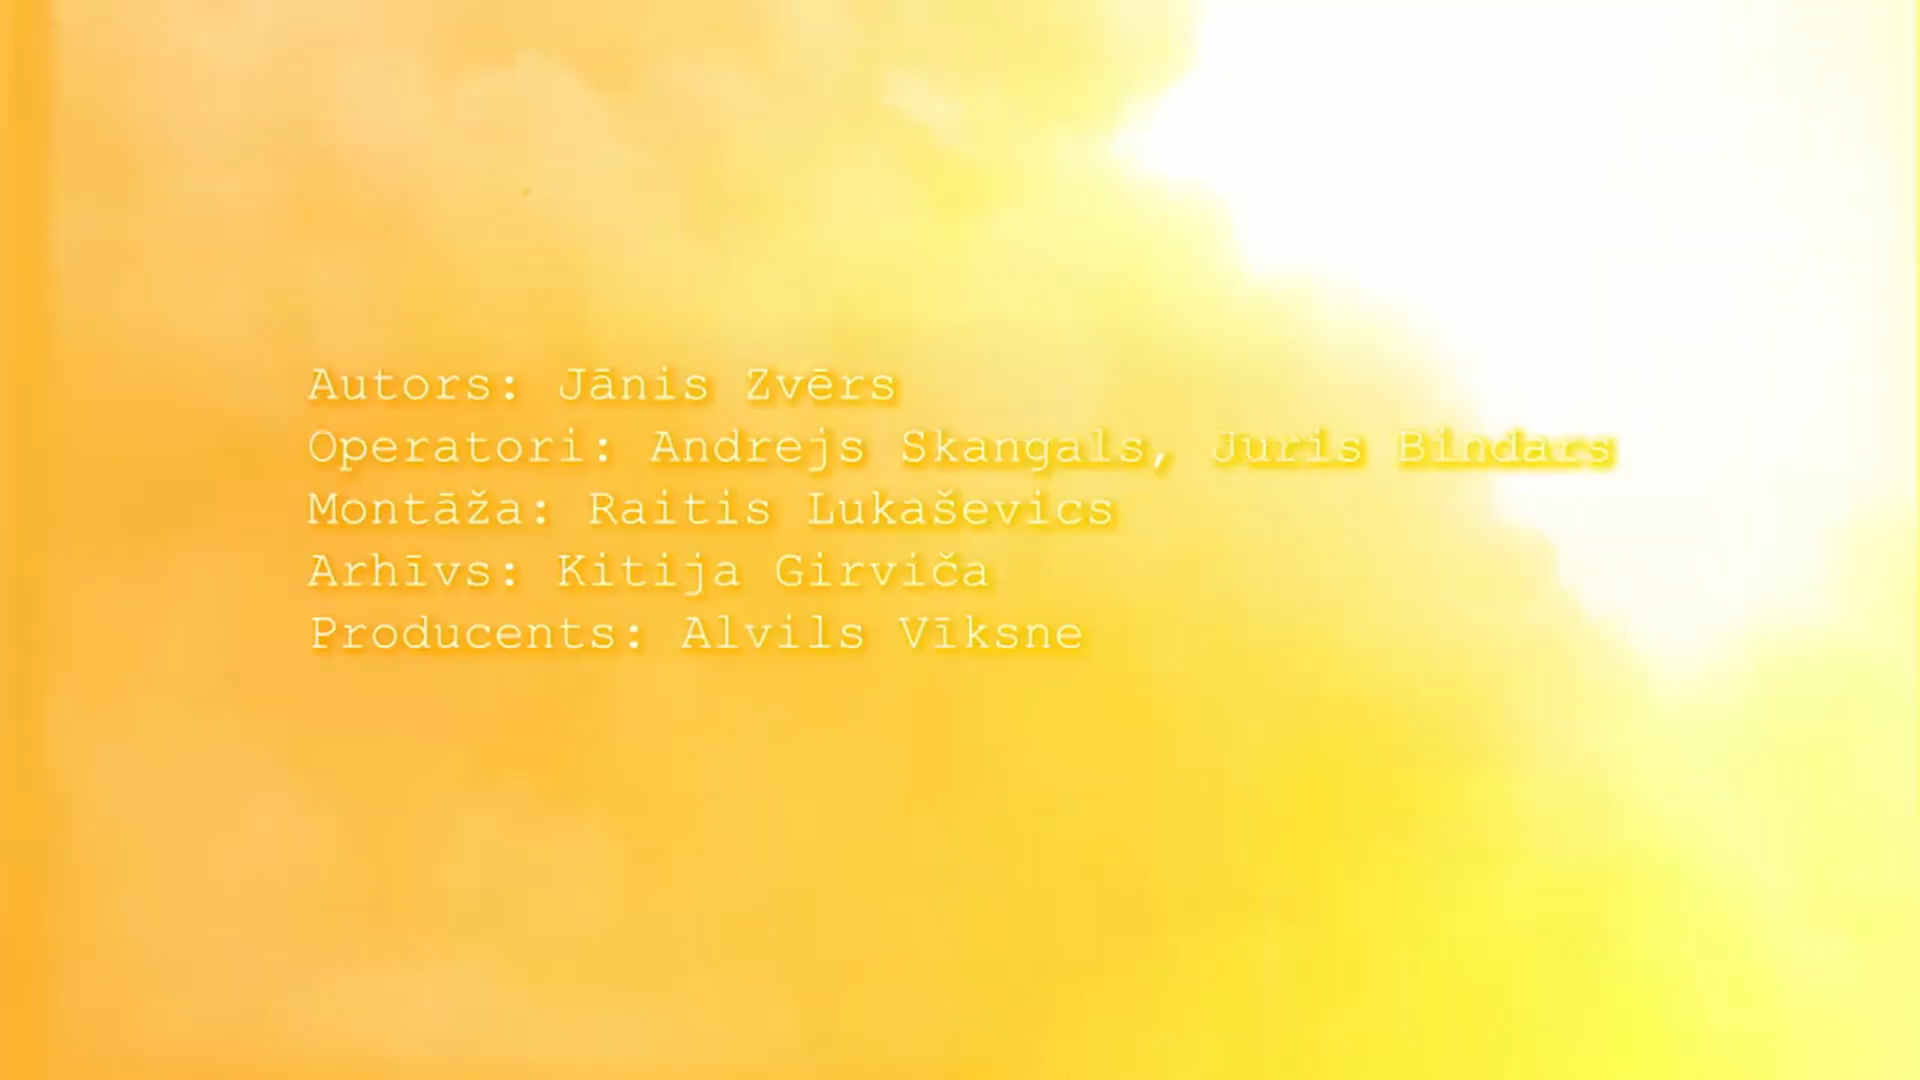 Autors: Jānis Zvērs
Operatori: Andrejs Skangals, Juris Bindars
Montāža: Raitis Lukaševics
Arhīvs: Kitija Girviča
Producents: Alvils Vīksne